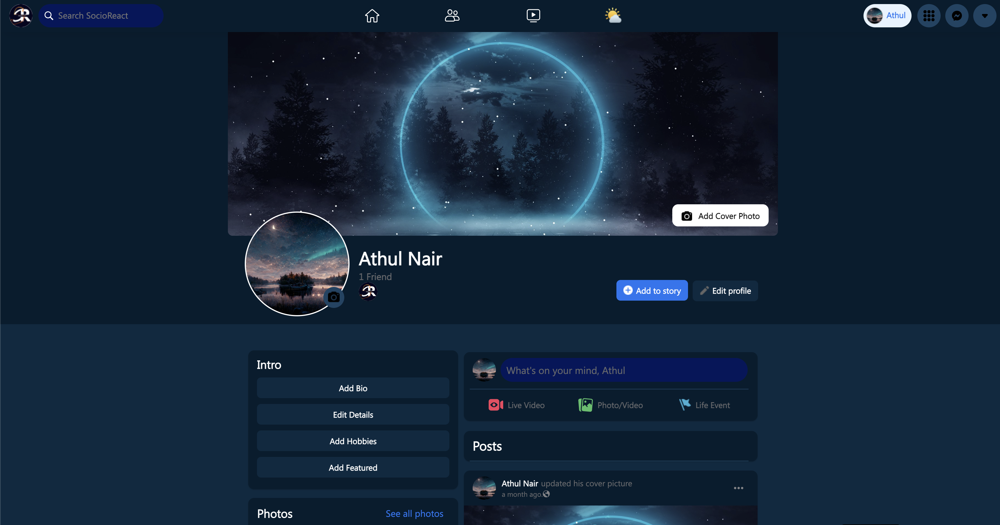 Search SocioReact
Athul
Add Cover Photo
Athul Nair
1 Friend
Add to story
Edit profile
Intro
Add Bio
Edit Details
Add Hobbies
Add Featured
Photos
See all photos
What's on your mind, Athul
Live Video
Photo/Video
Life Event
Posts
Athul Nair updated his cover picture
a month ago.